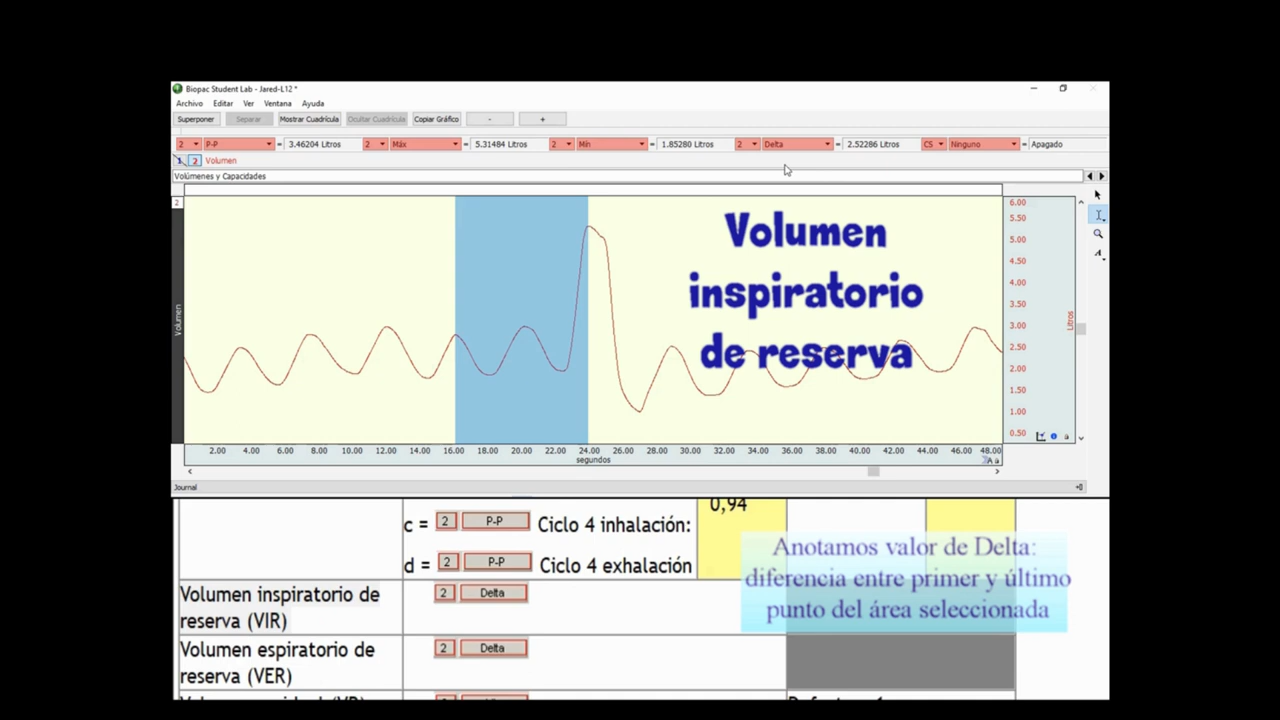 Biopac Student Lab - Jared-L12 *
Archivo Editar Ver Ventana Ayuda
Superponer Separar Mostrar Cuadrícula Ocultar Cuadrícula Copiar Gráfico - +
2 P-P = 3.46204 Litros 2 Máx = 5.31484 Litros 2 Mín = 1.85280 Litros 2 Delta = 2.52286 Litros CS Ninguno = Apagado
1 2 Volumen
Volúmenes y Capacidades
2
Volumen
Volumen
inspiratorio
de reserva
6.00
5.50
5.00
4.50
4.00
3.50
3.00
2.50
2.00
1.50
1.00
0.50
Litros
2.00 4.00 6.00 8.00 10.00 12.00 14.00 16.00 18.00 20.00 22.00 24.00 26.00 28.00 30.00 32.00 34.00 36.00 38.00 40.00 42.00 44.00 46.00 48.00
segundos
Journal
0,94
c = 2 P-P Ciclo 4 inhalación:
d = 2 P-P Ciclo 4 exhalación
Anotamos valor de Delta:
diferencia entre primer y último
punto del área seleccionada
Volumen inspiratorio de
reserva (VIR)
2 Delta
Volumen espiratorio de
reserva (VER)
2 Delta